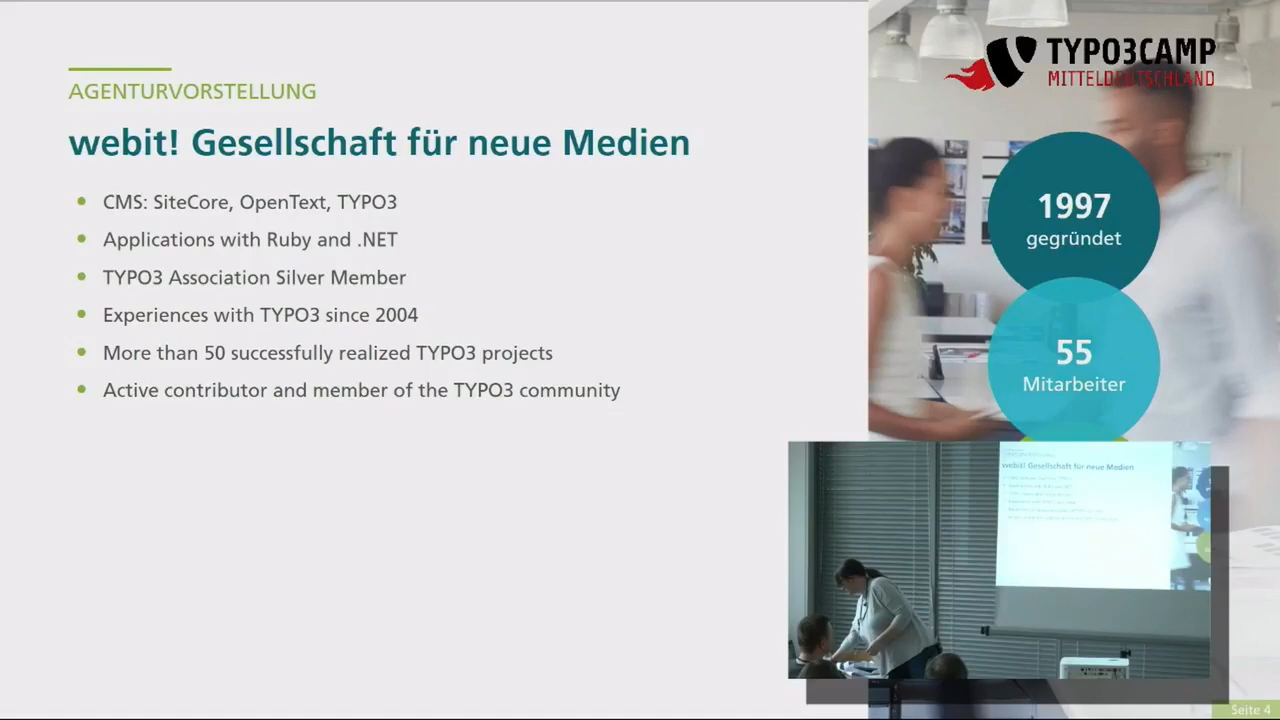 AGENTURVORSTELLUNG
webit! Gesellschaft für neue Medien
CMS: SiteCore, OpenText, TYPO3
Applications with Ruby and .NET
TYPO3 Association Silver Member
Experiences with TYPO3 since 2004
More than 50 successfully realized TYPO3 projects
Active contributor and member of the TYPO3 community
TYPO3CAMP
MITTELDEUTSCHLAND
1997
gegründet
55
Mitarbeiter
webit! Gesellschaft für neue Medien
Seite 4